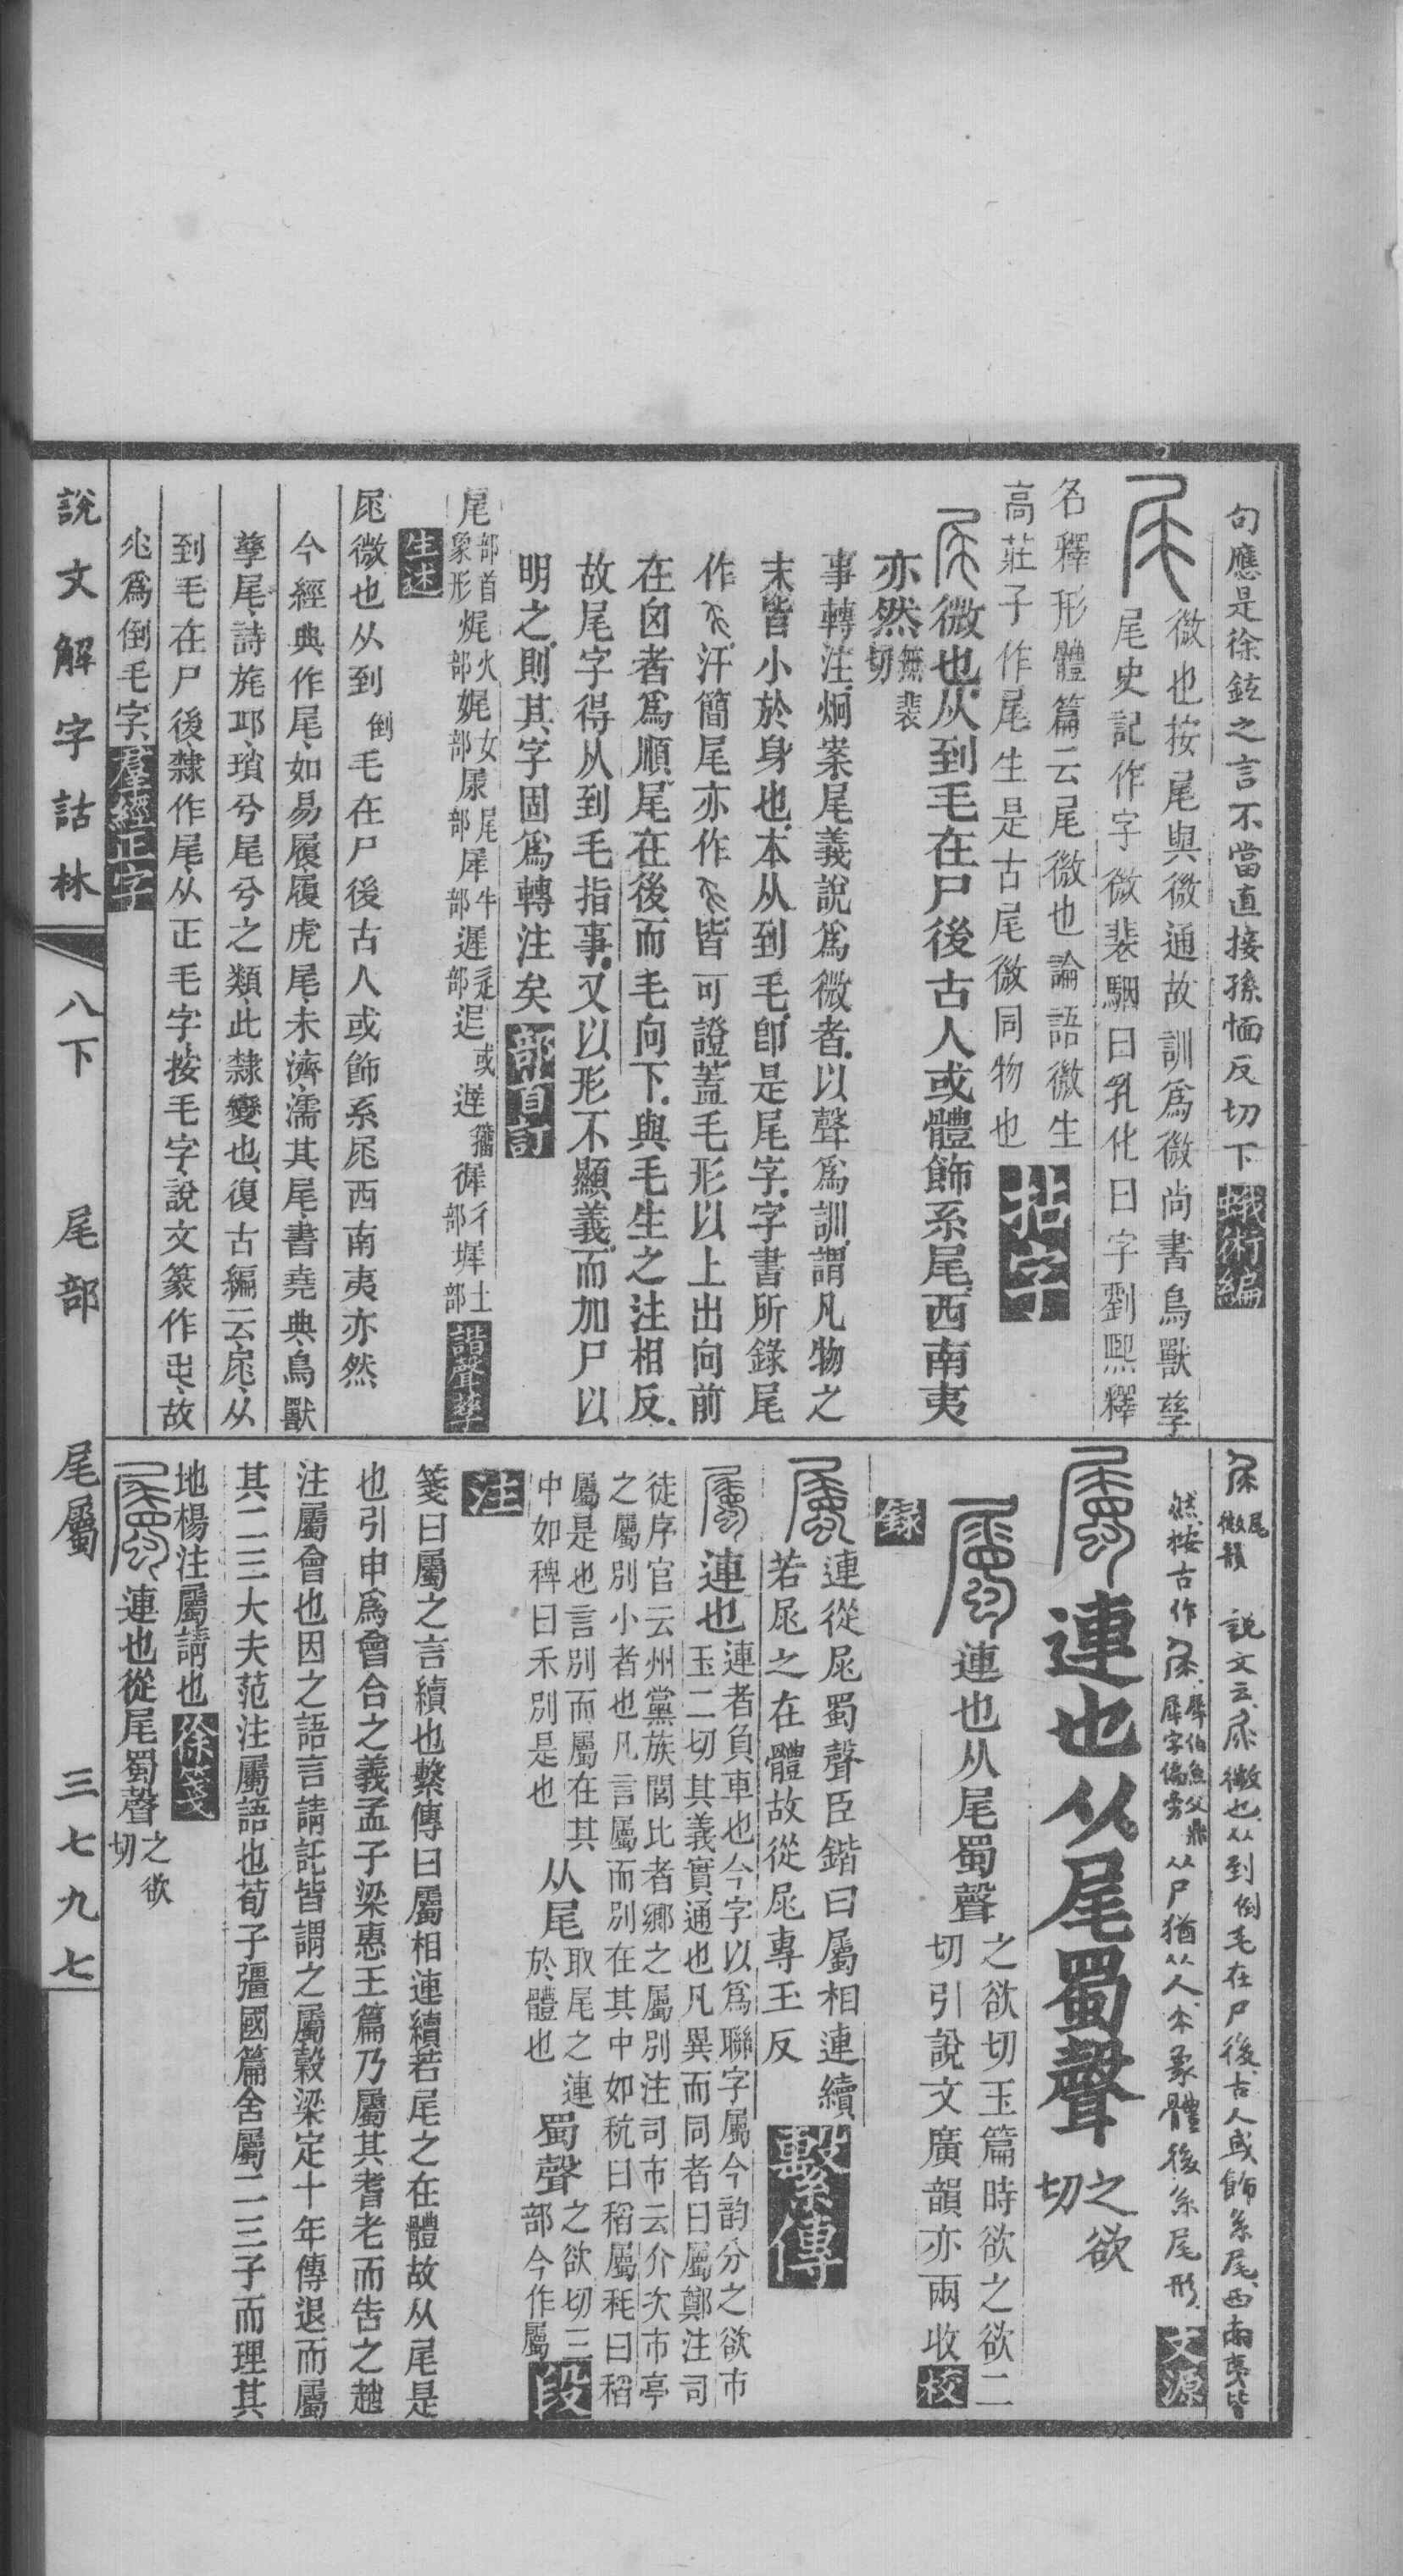 句應是徐鉉之言不當直接孫愐反切下蛾術編
微也按尾與微通故訓爲微尚書鳥獸孳
尾史記作字微裴駰曰乳化曰字劉熙釋
名釋形體篇云尾微也論語微生
高莊子作尾生是古尾微同物也拈字
微也从到毛在尸後古人或體飾系尾西南夷
亦然無裴切
事轉注烱案尾義說爲微者以聲爲訓謂凡物之
末皆小於身也本从到毛卽是尾字字書所錄尾
作汗簡尾亦作皆可證蓋毛形以上出向前
在囟者爲順尾在後而毛向下與毛生之注相反
故尾字得从到毛指事又以形不顯義而加尸以
明之則其字固爲轉注矣部首訂
尾部首象形㷄火部娓女部尿尾部犀牛部遲辵部迡或遟籒徲彳部墀土部諧聲孳
生述
尾微也从到倒毛在尸後古人或飾系尾西南夷亦然
今經典作尾如易履履虎尾未濟濡其尾書堯典鳥獸
孳尾詩旄邱瑣兮尾兮之類此隸變也復古編云尾从
到毛在尸後隸作尾从正毛字按毛字說文篆作故
爲倒毛字羣經正字
尾微韻 說文云微也从到倒毛在尸後古人或飾系尾西南夷皆
然按古作犀伯魚父鼎犀字偏旁从尸猶从人象體後系尾形文源
連也从尾蜀聲之欲切
連也从尾蜀聲之欲切玉篇時欲之欲二
切引說文廣韻亦兩收校
錄
連從尾蜀聲臣鍇曰屬相連續
若尾之在體故從尾專玉反繫傳
連也連者負車也今字以爲聯字屬今韵分之欲市
玉二切其義實通也凡異而同者曰屬鄭注司
徒序官云州黨族閭比者鄉之屬別注司市云介次市亭
之屬別小者也凡言屬而別在其中如秔曰稻屬秏曰稻
屬是也言別而屬在其
中如稗曰禾別是也从尾取尾之連於體也蜀聲之欲切三部今作屬段
注
箋曰屬之言續也繫傳曰屬相連續若尾之在體故从尾是
也引申爲會合之義孟子梁惠王篇乃屬其耆老而告之趙
注屬會也因之語言請託皆謂之屬穀梁定十年傳退而屬
其二三大夫范注屬語也荀子彊國篇舍屬二三子而理其
地楊注屬請也徐箋
連也從尾蜀聲之欲切
說文解字詁林 八下 尾部 尾屬 三七九七